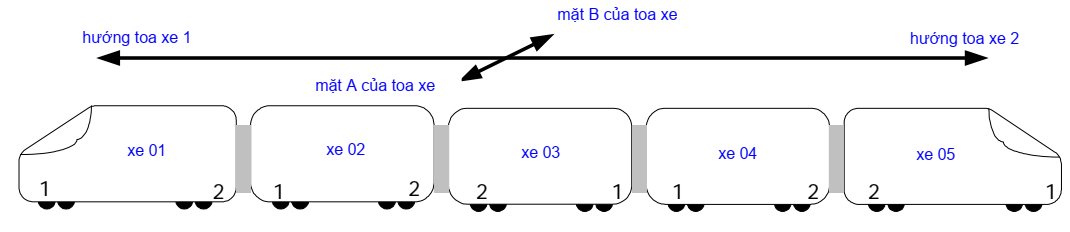 mặt B của toa xe
hướng toa xe 1
hướng toa xe 2
mặt A của toa xe
xe 01
xe 02
xe 03
xe 04
xe 05
1 2 1 2 2 1 1 2 2 1